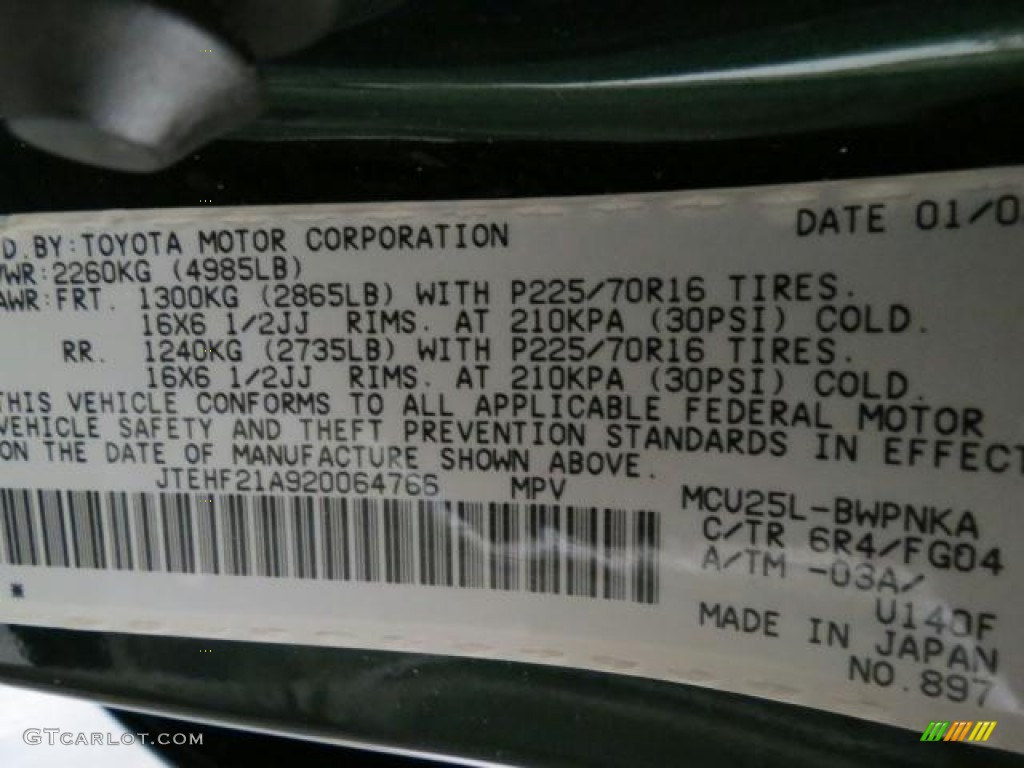 D.BY:TOYOTA MOTOR CORPORATION DATE 01/0
VWR:2260KG (4985LB)
AWR:FRT. 1300KG (2865LB) WITH P225/70R16 TIRES.
16X6 1/2JJ RIMS. AT 210KPA (30PSI) COLD.
RR. 1240KG (2735LB) WITH P225/70R16 TIRES.
16X6 1/2JJ RIMS. AT 210KPA (30PSI) COLD.
THIS VEHICLE CONFORMS TO ALL APPLICABLE FEDERAL MOTOR
VEHICLE SAFETY AND THEFT PREVENTION STANDARDS IN EFFECT
ON THE DATE OF MANUFACTURE SHOWN ABOVE.
JTEHF21A920064766 MPV
MCU25L-BWPNKA
C/TR 6R4/FG04
A/TM -03A/
U140F
MADE IN JAPAN
NO.897
GTCarLot.com